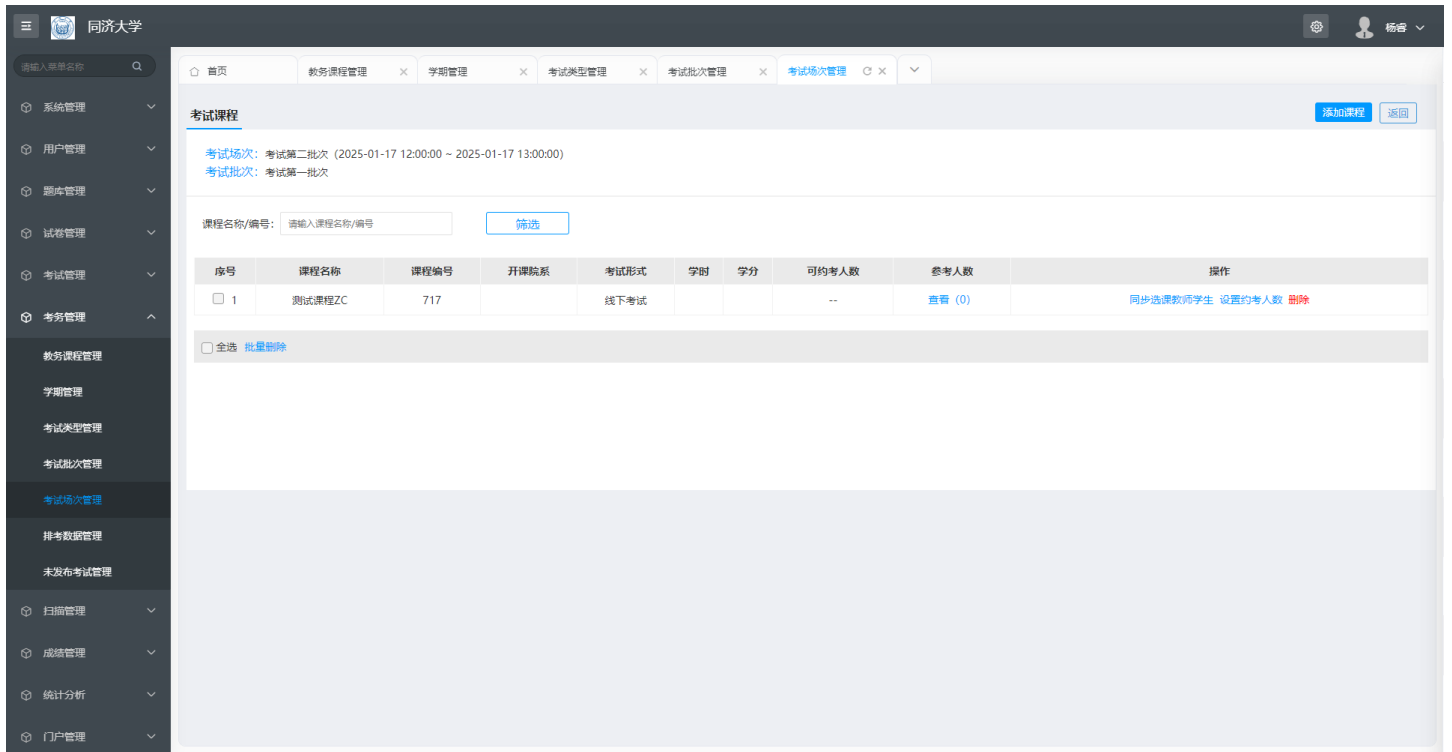 同济大学
杨睿
请输入菜单名称
首页
教务课程管理
学期管理
考试类型管理
考试批次管理
考试场次管理
系统管理
用户管理
题库管理
试卷管理
考试管理
考务管理
教务课程管理
学期管理
考试类型管理
考试批次管理
考试场次管理
排考数据管理
未发布考试管理
扫描管理
成绩管理
统计分析
门户管理
考试课程
添加课程 返回
考试场次：考试第二批次（2025-01-17 12:00:00 ~ 2025-01-17 13:00:00）
考试批次：考试第一批次
课程名称/编号： 请输入课程名称/编号 筛选
序号 课程名称 课程编号 开课院系 考试形式 学时 学分 可约考人数 参考人数 操作
1 测试课程ZC 717 线下考试 -- 查看（0） 同步选课教师学生 设置约考人数 删除
全选 批量删除